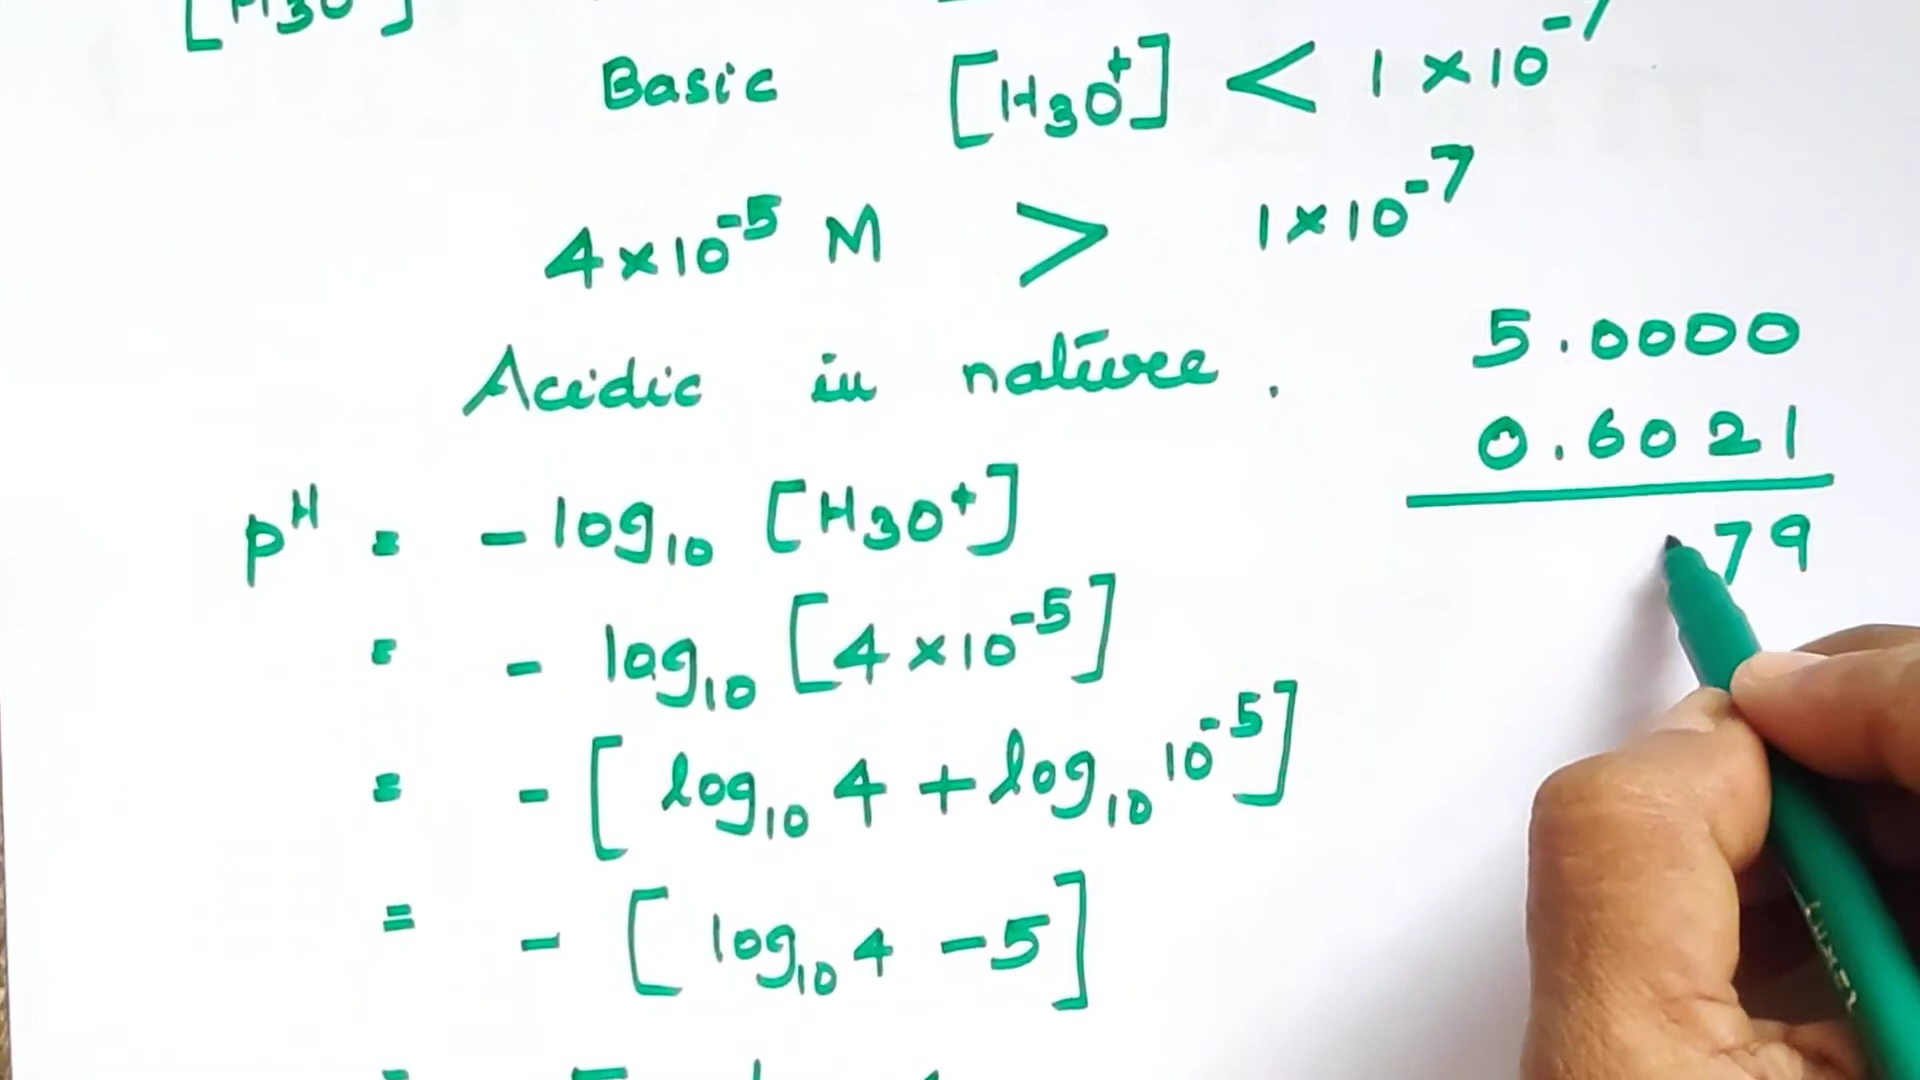 [H3O
Basic [H₃O⁺] < 1 × 10⁻⁷
4×10⁻⁵ M > 1×10⁻⁷
Acidic in nature.
5.0000
0.6021
79
pᴴ = - log₁₀ [H₃O⁺]
= - log₁₀ [4×10⁻⁵]
= - [log₁₀ 4 + log₁₀ 10⁻⁵]
= - [log₁₀ 4 - 5]